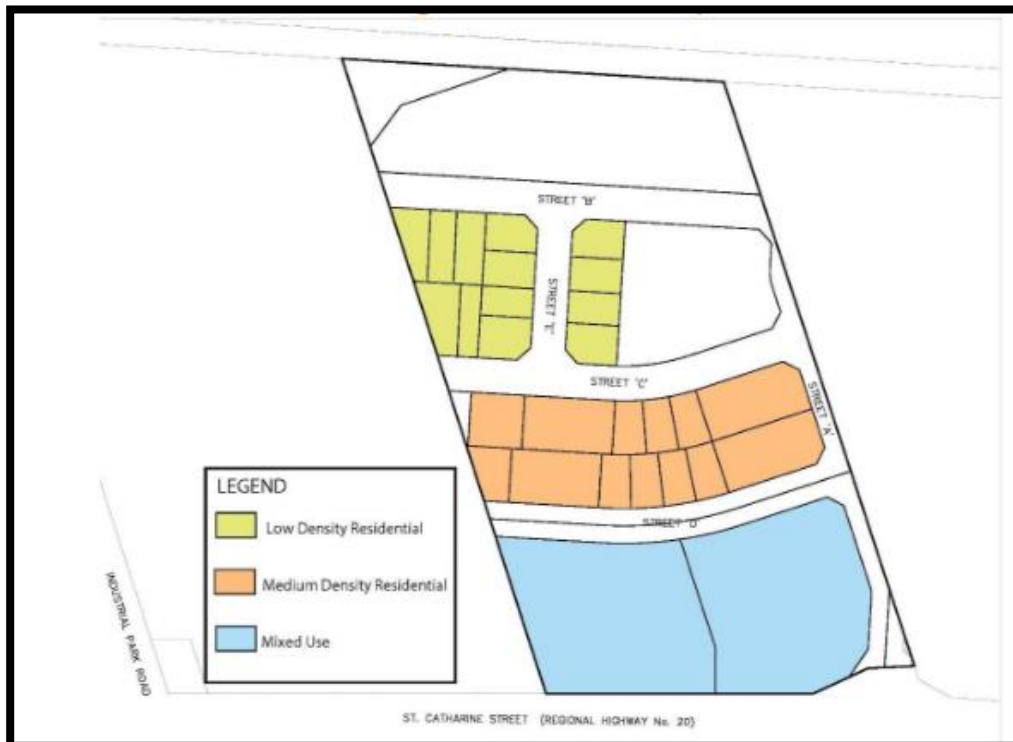 STREET 'B'
STREET 'E'
STREET 'C'
STREET 'A'
STREET 'D'
LEGEND
Low Density Residential
Medium Density Residential
Mixed Use
INDUSTRIAL PARK ROAD
ST. CATHARINE STREET (REGIONAL HIGHWAY No. 20)